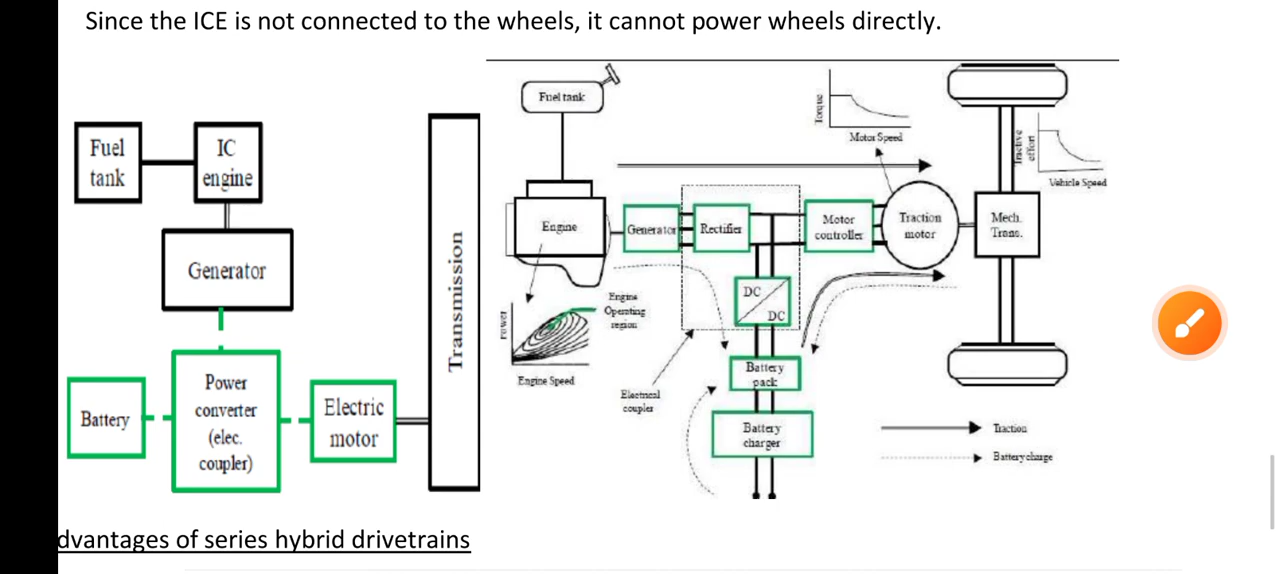 Since the ICE is not connected to the wheels, it cannot power wheels directly.
Fuel
tank
IC
engine
Generator
Power
converter
(elec.
coupler)
Battery
Electric
motor
Transmission
Fuel tank
Engine
Generator
Rectifier
Motor
controller
Traction
motor
Mech.
Trans.
Torque
Motor Speed
Tractive
effort
Vehicle Speed
DC
DC
Engine
Operating
region
Power
Engine Speed
Electrical
coupler
Battery
pack
Battery
charger
Traction
Battery charge
dvantages of series hybrid drivetrains